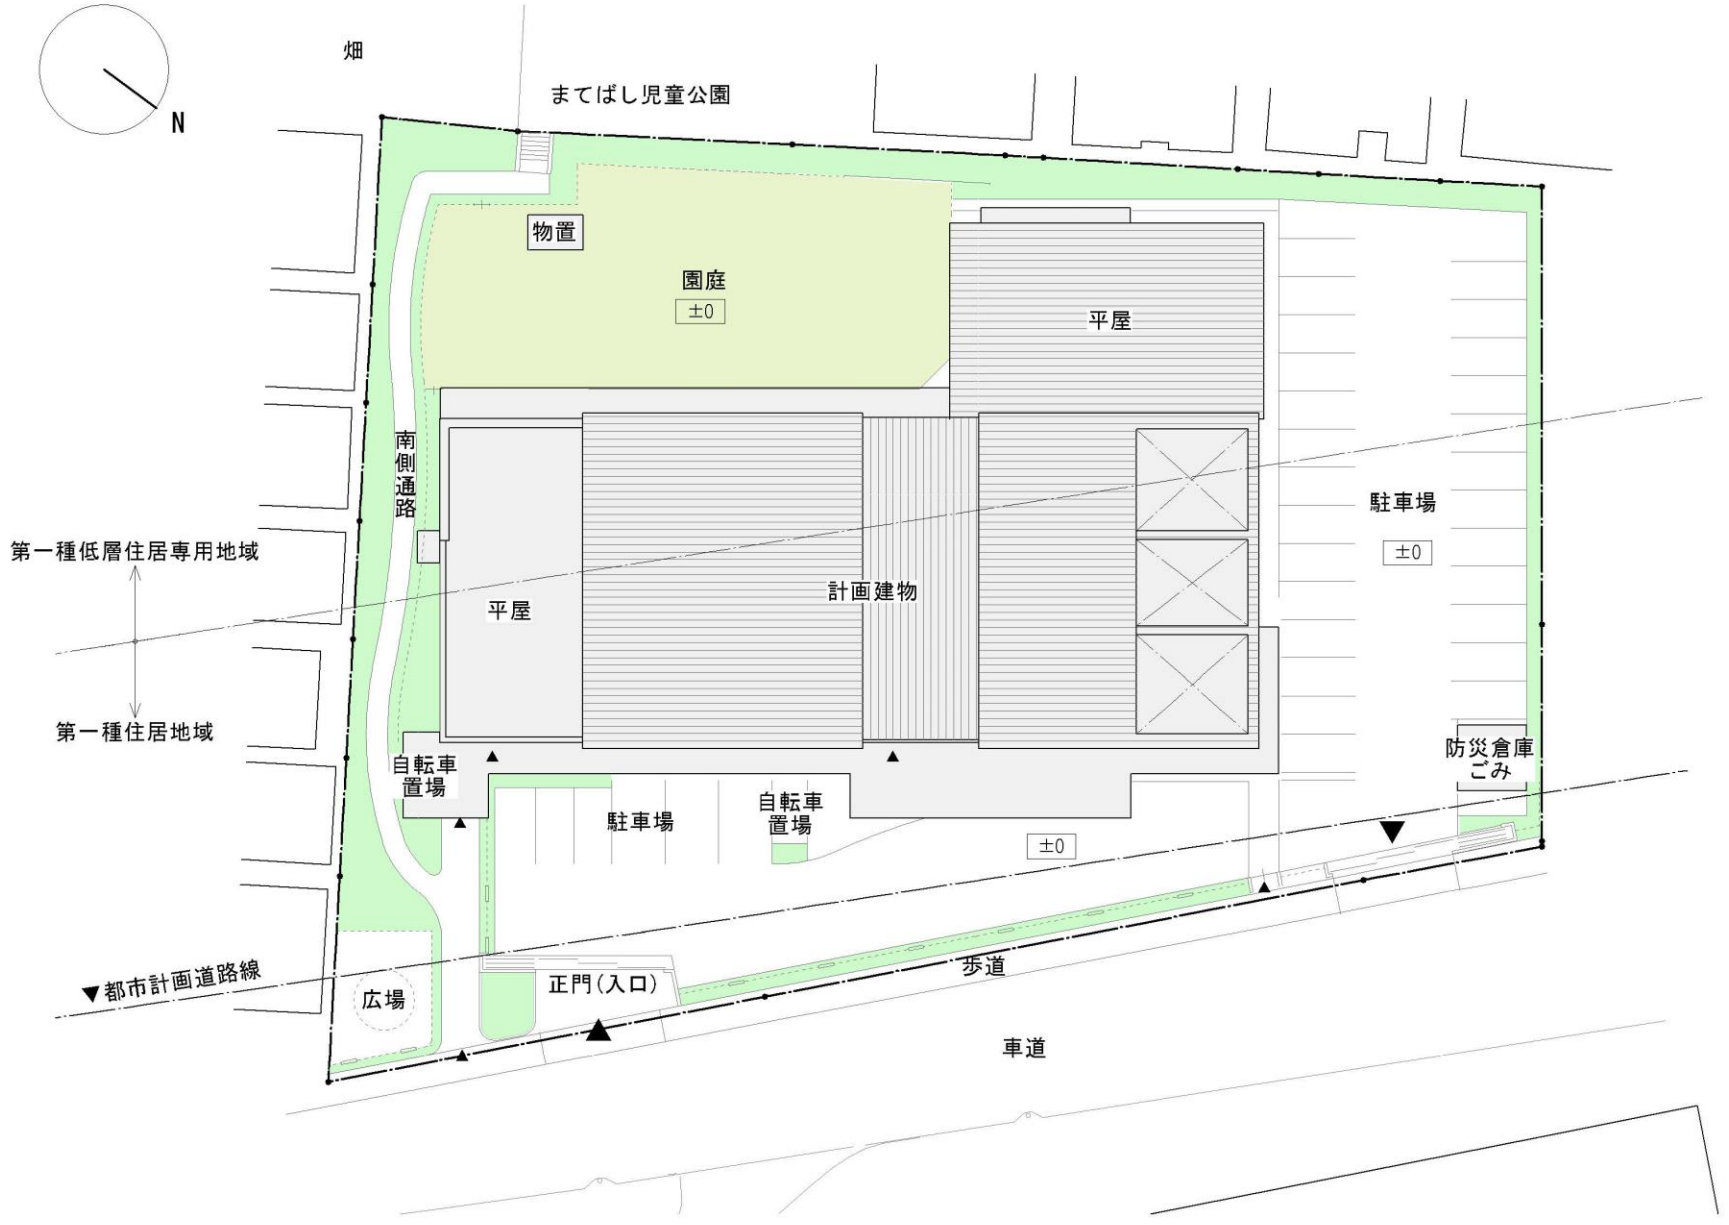 畑
まてばし児童公園
N
物置
園庭
±0
平屋
南側通路
駐車場
±0
第一種低層住居専用地域
計画建物
平屋
第一種住居地域
防災倉庫
ごみ
自転車
置場
自転車
置場
駐車場
±0
▼都市計画道路線
正門(入口)
広場
歩道
車道